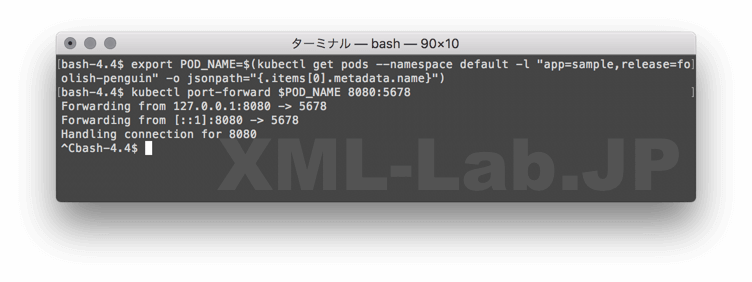 ターミナル — bash — 90×10
[bash-4.4$ export POD_NAME=$(kubectl get pods --namespace default -l "app=sample,release=fo]
olish-penguin" -o jsonpath="{.items[0].metadata.name}")
[bash-4.4$ kubectl port-forward $POD_NAME 8080:5678 ]
Forwarding from 127.0.0.1:8080 -> 5678
Forwarding from [::1]:8080 -> 5678
Handling connection for 8080
^Cbash-4.4$
XML-Lab.JP